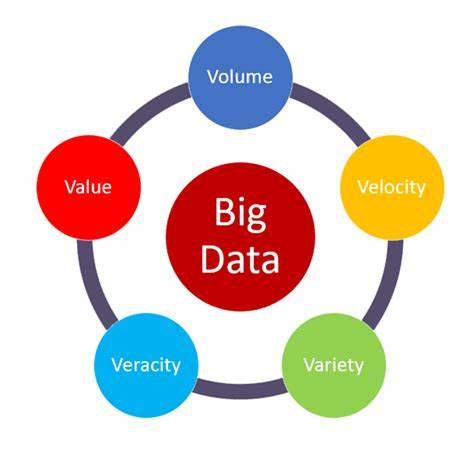 Volume
Value
Velocity
Big
Data
Veracity
Variety